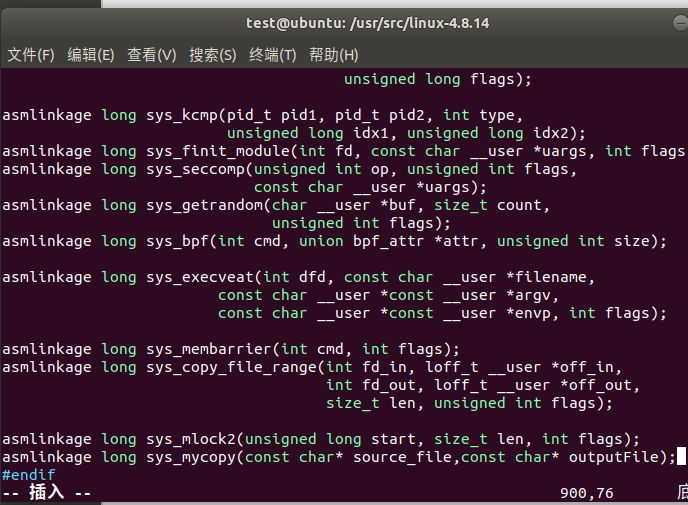 test@ubuntu: /usr/src/linux-4.8.14
文件(F) 编辑(E) 查看(V) 搜索(S) 终端(T) 帮助(H)
unsigned long flags);
asmlinkage long sys_kcmp(pid_t pid1, pid_t pid2, int type,
unsigned long idx1, unsigned long idx2);
asmlinkage long sys_finit_module(int fd, const char __user *uargs, int flags
asmlinkage long sys_seccomp(unsigned int op, unsigned int flags,
const char __user *uargs);
asmlinkage long sys_getrandom(char __user *buf, size_t count,
unsigned int flags);
asmlinkage long sys_bpf(int cmd, union bpf_attr *attr, unsigned int size);
asmlinkage long sys_execveat(int dfd, const char __user *filename,
const char __user *const __user *argv,
const char __user *const __user *envp, int flags);
asmlinkage long sys_membarrier(int cmd, int flags);
asmlinkage long sys_copy_file_range(int fd_in, loff_t __user *off_in,
int fd_out, loff_t __user *off_out,
size_t len, unsigned int flags);
asmlinkage long sys_mlock2(unsigned long start, size_t len, int flags);
asmlinkage long sys_mycopy(const char* source_file,const char* outputFile);
#endif
-- 插入 -- 900,76 底